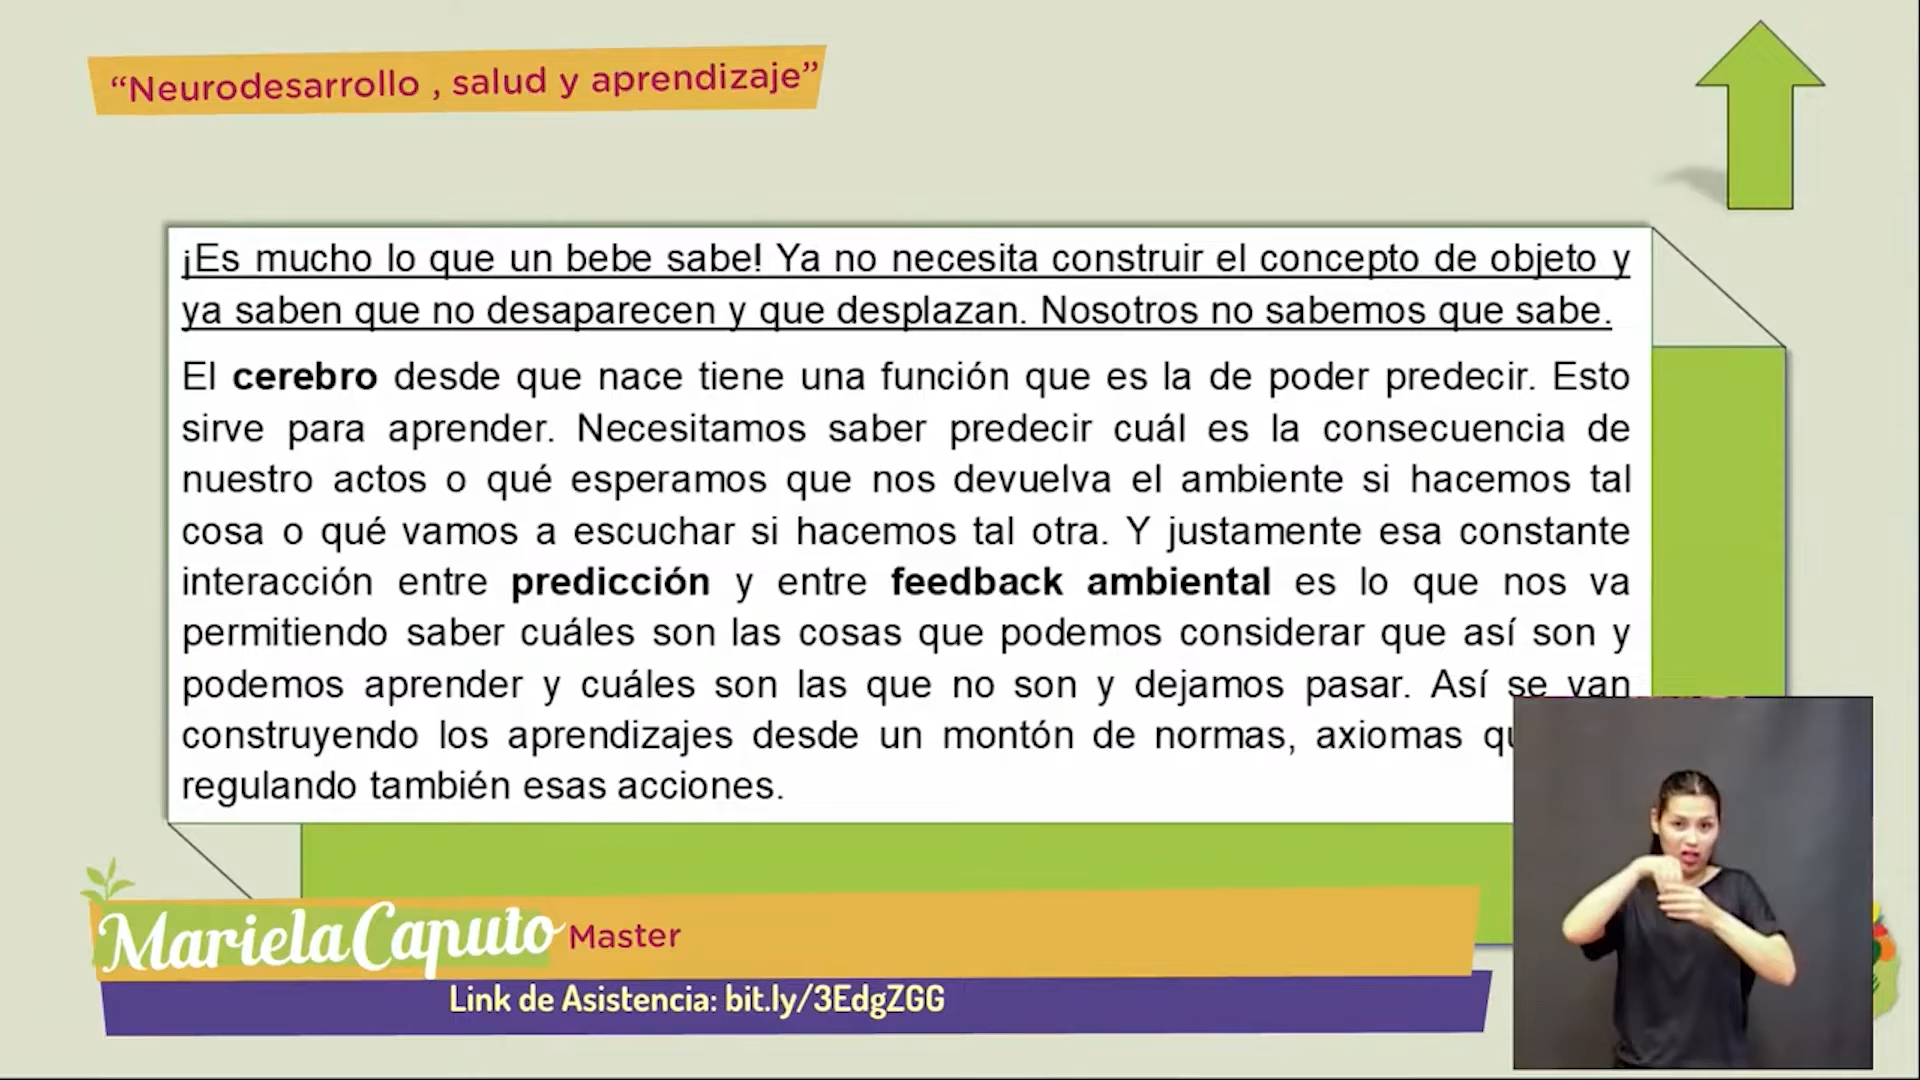 “Neurodesarrollo , salud y aprendizaje”
¡Es mucho lo que un bebe sabe! Ya no necesita construir el concepto de objeto y
ya saben que no desaparecen y que desplazan. Nosotros no sabemos que sabe.
El cerebro desde que nace tiene una función que es la de poder predecir. Esto
sirve para aprender. Necesitamos saber predecir cuál es la consecuencia de
nuestro actos o qué esperamos que nos devuelva el ambiente si hacemos tal
cosa o qué vamos a escuchar si hacemos tal otra. Y justamente esa constante
interacción entre predicción y entre feedback ambiental es lo que nos va
permitiendo saber cuáles son las cosas que podemos considerar que así son y
podemos aprender y cuáles son las que no son y dejamos pasar. Así se van
construyendo los aprendizajes desde un montón de normas, axiomas
regulando también esas acciones.
Mariela Caputo Master
Link de Asistencia: bit.ly/3EdgZGG